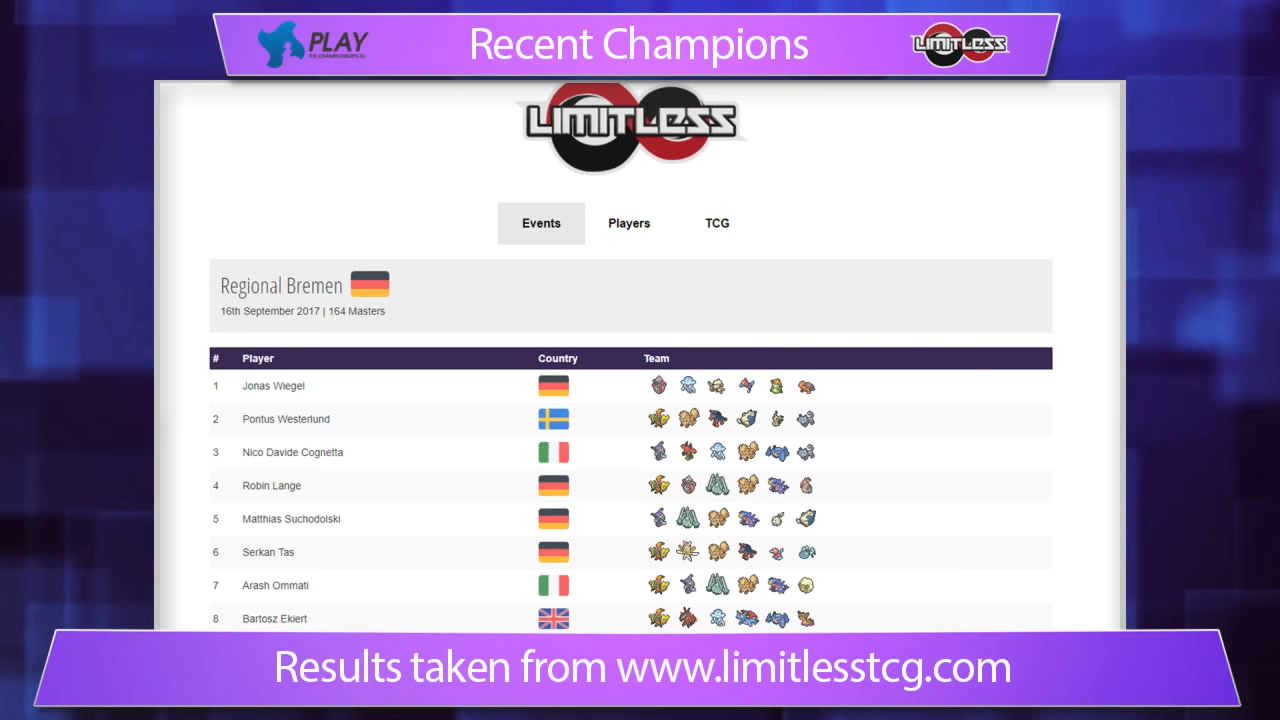 PLAY
Recent Champions
LIMITLESS
LIMITLESS
Events Players TCG
Regional Bremen
16th September 2017 | 164 Masters
# Player Country Team
1 Jonas Wiegel
2 Pontus Westerlund
3 Nico Davide Cognetta
4 Robin Lange
5 Matthias Suchodolski
6 Serkan Tas
7 Arash Ommati
8 Bartosz Ekiert
Results taken from www.limitlesstcg.com